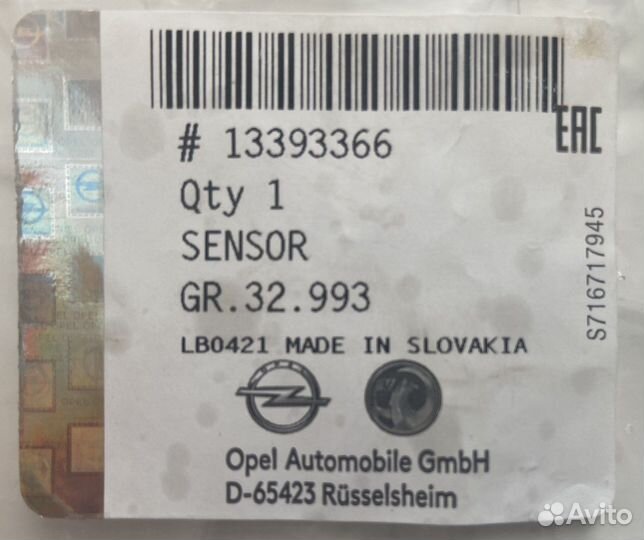 # 13393366
EAC
Qty 1
SENSOR
GR.32.993
S716717945
LB0421 MADE IN SLOVAKIA
Opel Automobile GmbH
D-65423 Rüsselsheim
Avito